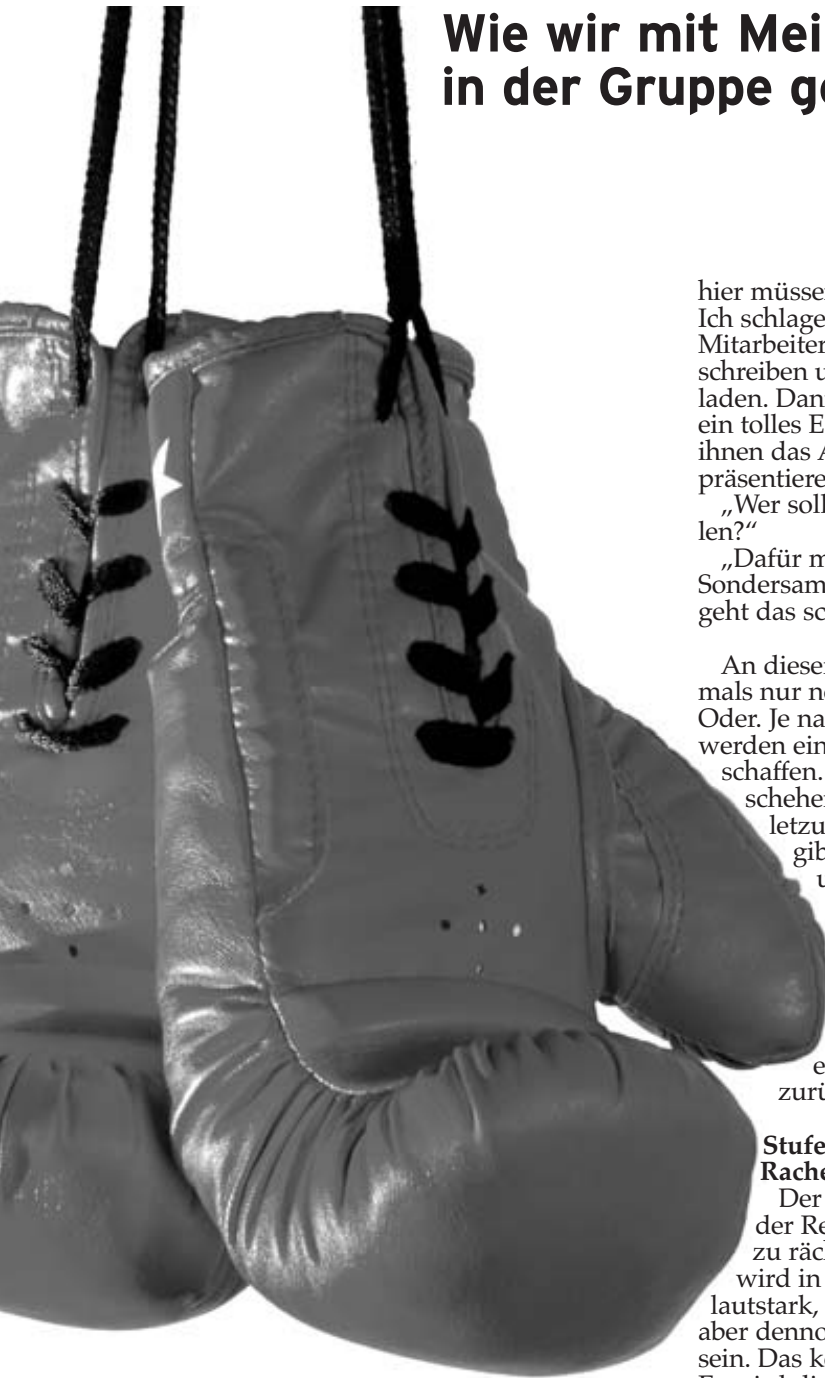 Wie wir mit Mei
in der Gruppe ge
hier müsse
Ich schlage
Mitarbeiter
schreiben u
laden. Dan
ein tolles E
ihnen das A
präsentiere
„Wer soll
len?“
„Dafür m
Sondersam
geht das sc
An diese
mals nur n
Oder. Je na
werden ein
schaffen.
schehe
letzu
gib
u
e
zurü
Stufe
Rache
Der
der Re
zu räc
wird in
lautstark,
aber denno
sein. Das k